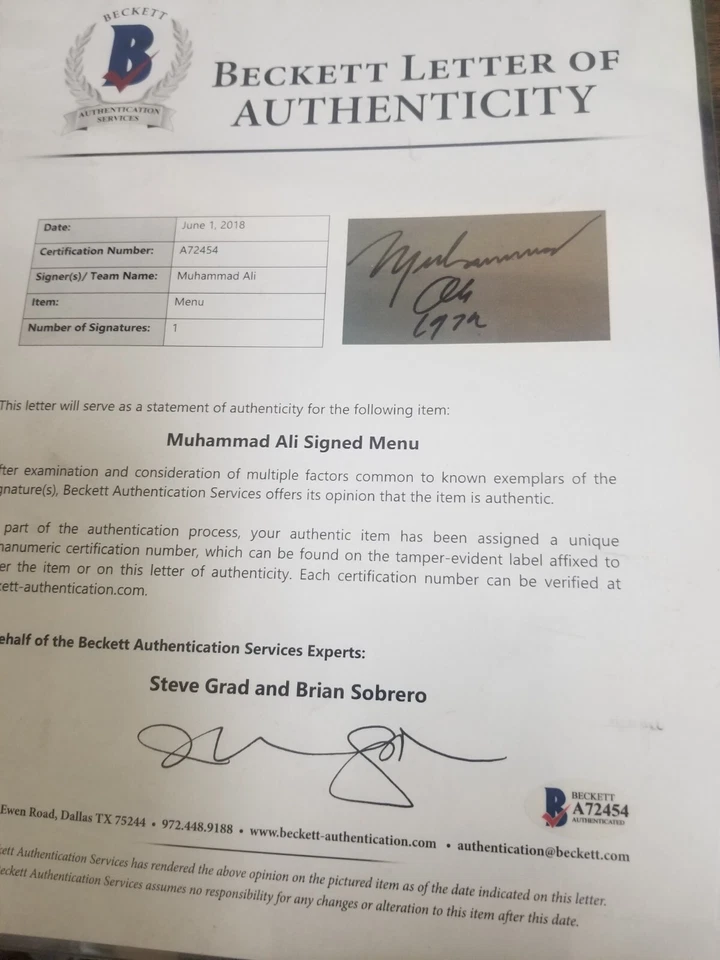 BECKETT
B
AUTHENTICATION
SERVICES
BECKETT LETTER OF
AUTHENTICITY
Date: June 1, 2018
Certification Number: A72454
Signer(s)/ Team Name: Muhammad Ali
Item: Menu
Number of Signatures: 1
Muhammad
Ali
1972
This letter will serve as a statement of authenticity for the following item:
Muhammad Ali Signed Menu
fter examination and consideration of multiple factors common to known exemplars of the
gnature(s), Beckett Authentication Services offers its opinion that the item is authentic.
part of the authentication process, your authentic item has been assigned a unique
hanumeric certification number, which can be found on the tamper-evident label affixed to
er the item or on this letter of authenticity. Each certification number can be verified at
ett-authentication.com.
ehalf of the Beckett Authentication Services Experts:
Steve Grad and Brian Sobrero
B
BECKETT
A72454
AUTHENTICATED
Ewen Road, Dallas TX 75244 • 972.448.9188 • www.beckett-authentication.com • authentication@beckett.com
ett Authentication Services has rendered the above opinion on the pictured item as of the date indicated on this letter.
eckett Authentication Services assumes no responsibility for any changes or alteration to this item after this date.